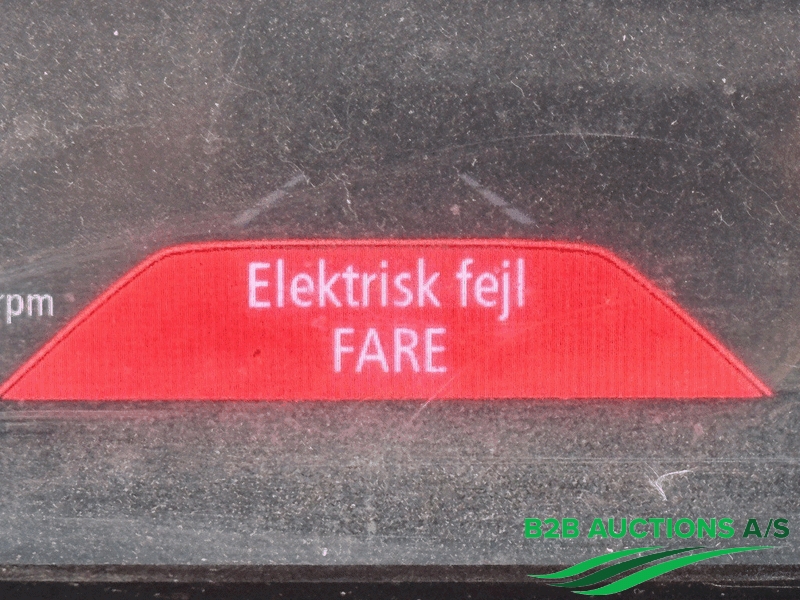 Elektrisk fejl
rpm
FARE
B2B AUCTIONS A/S